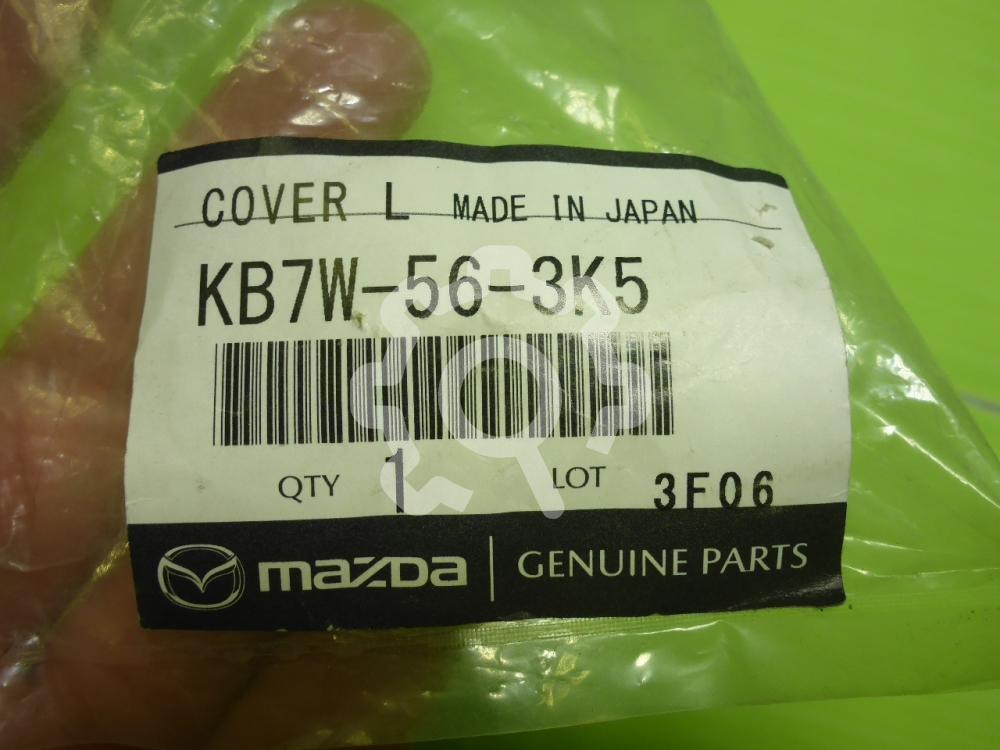 COVER L MADE IN JAPAN
KB7W-56-3K5
QTY 1 LOT 3F06
mazda GENUINE PARTS